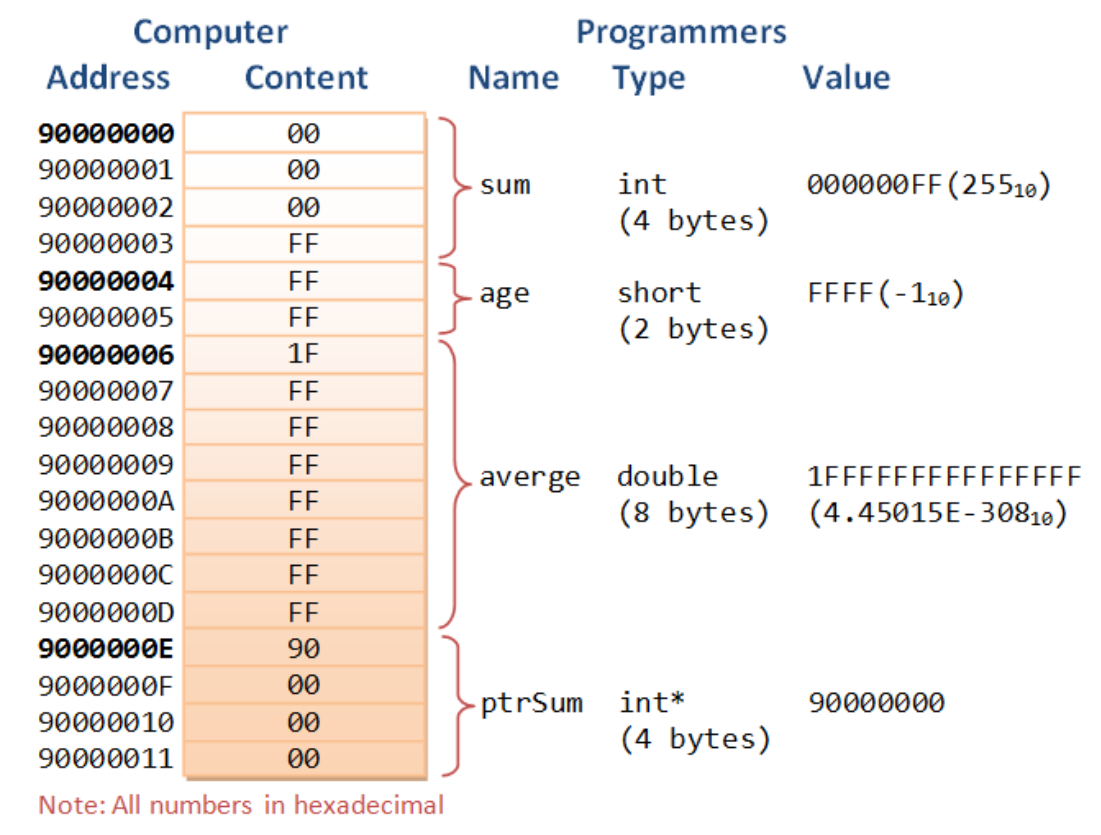 Computer Programmers
Address Content Name Type Value
90000000 00
90000001 00
sum int 000000FF(255₁₀)
90000002 00
(4 bytes)
90000003 FF
90000004 FF
age short FFFF(-1₁₀)
90000005 FF
(2 bytes)
90000006 1F
90000007 FF
90000008 FF
90000009 FF
averge double 1FFFFFFFFFFFFFFF
9000000A FF
(8 bytes) (4.45015E-308₁₀)
9000000B FF
9000000C FF
9000000D FF
9000000E 90
9000000F 00
ptrSum int* 90000000
90000010 00
(4 bytes)
90000011 00
Note: All numbers in hexadecimal